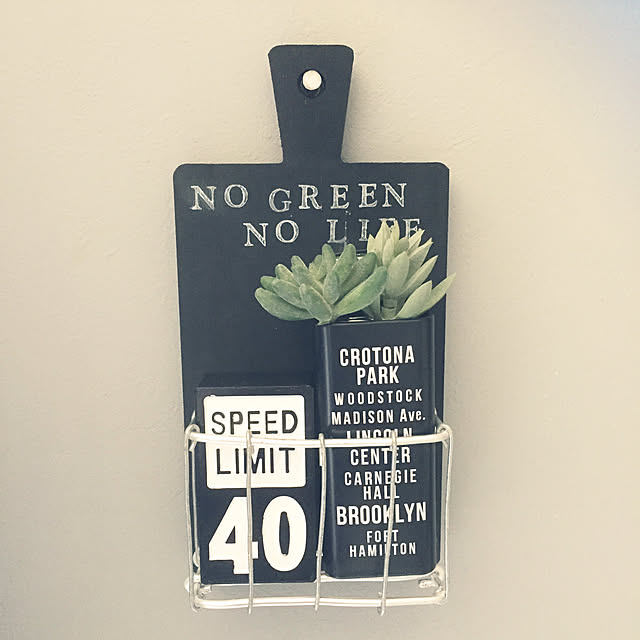 NO GREEN
NO LIFE
SPEED
LIMIT
40
CROTONA
PARK
WOODSTOCK
MADISON Ave.
LINCOLN
CENTER
CARNEGIE
HALL
BROOKLYN
FORT
HAMILTON